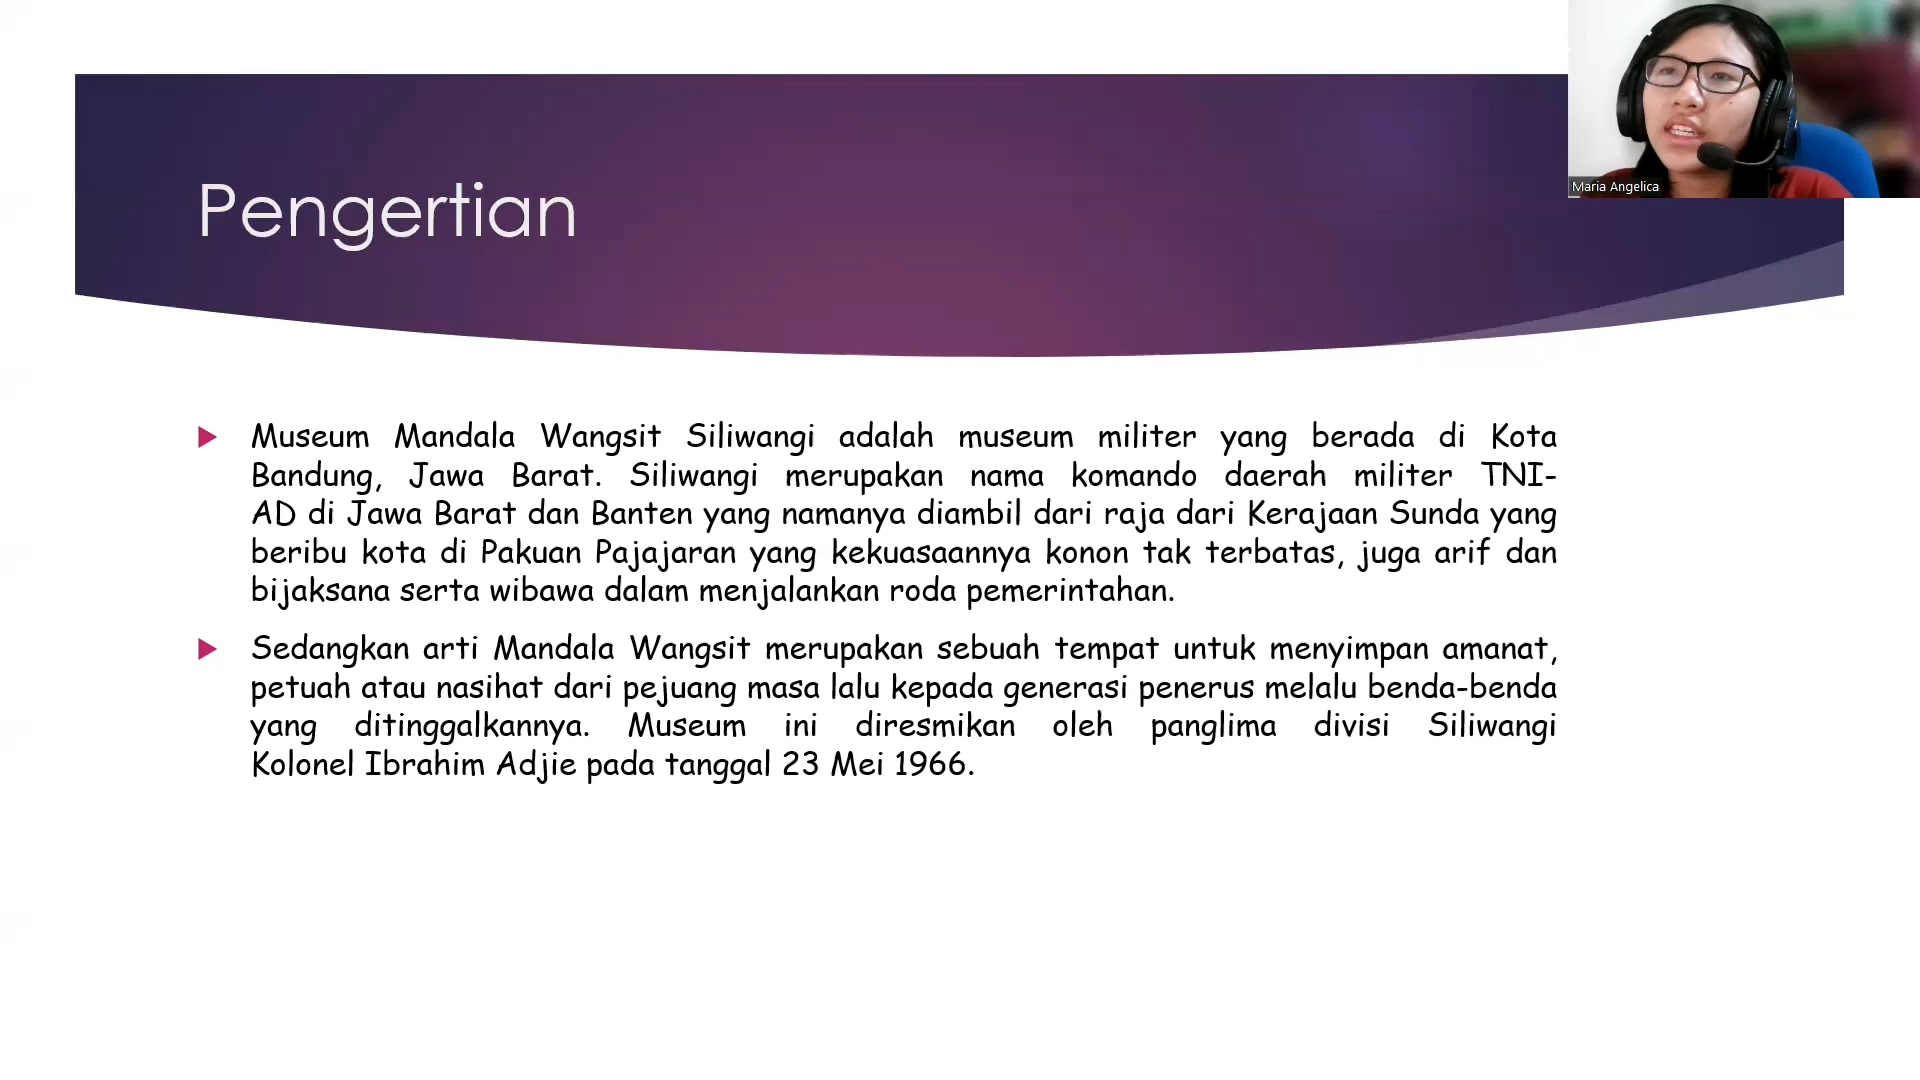 Pengertian
Maria Angelica
Museum Mandala Wangsit Siliwangi adalah museum militer yang berada di Kota
Bandung, Jawa Barat. Siliwangi merupakan nama komando daerah militer TNI-
AD di Jawa Barat dan Banten yang namanya diambil dari raja dari Kerajaan Sunda yang
beribu kota di Pakuan Pajajaran yang kekuasaannya konon tak terbatas, juga arif dan
bijaksana serta wibawa dalam menjalankan roda pemerintahan.
Sedangkan arti Mandala Wangsit merupakan sebuah tempat untuk menyimpan amanat,
petuah atau nasihat dari pejuang masa lalu kepada generasi penerus melalu benda-benda
yang ditinggalkannya. Museum ini diresmikan oleh panglima divisi Siliwangi
Kolonel Ibrahim Adjie pada tanggal 23 Mei 1966.